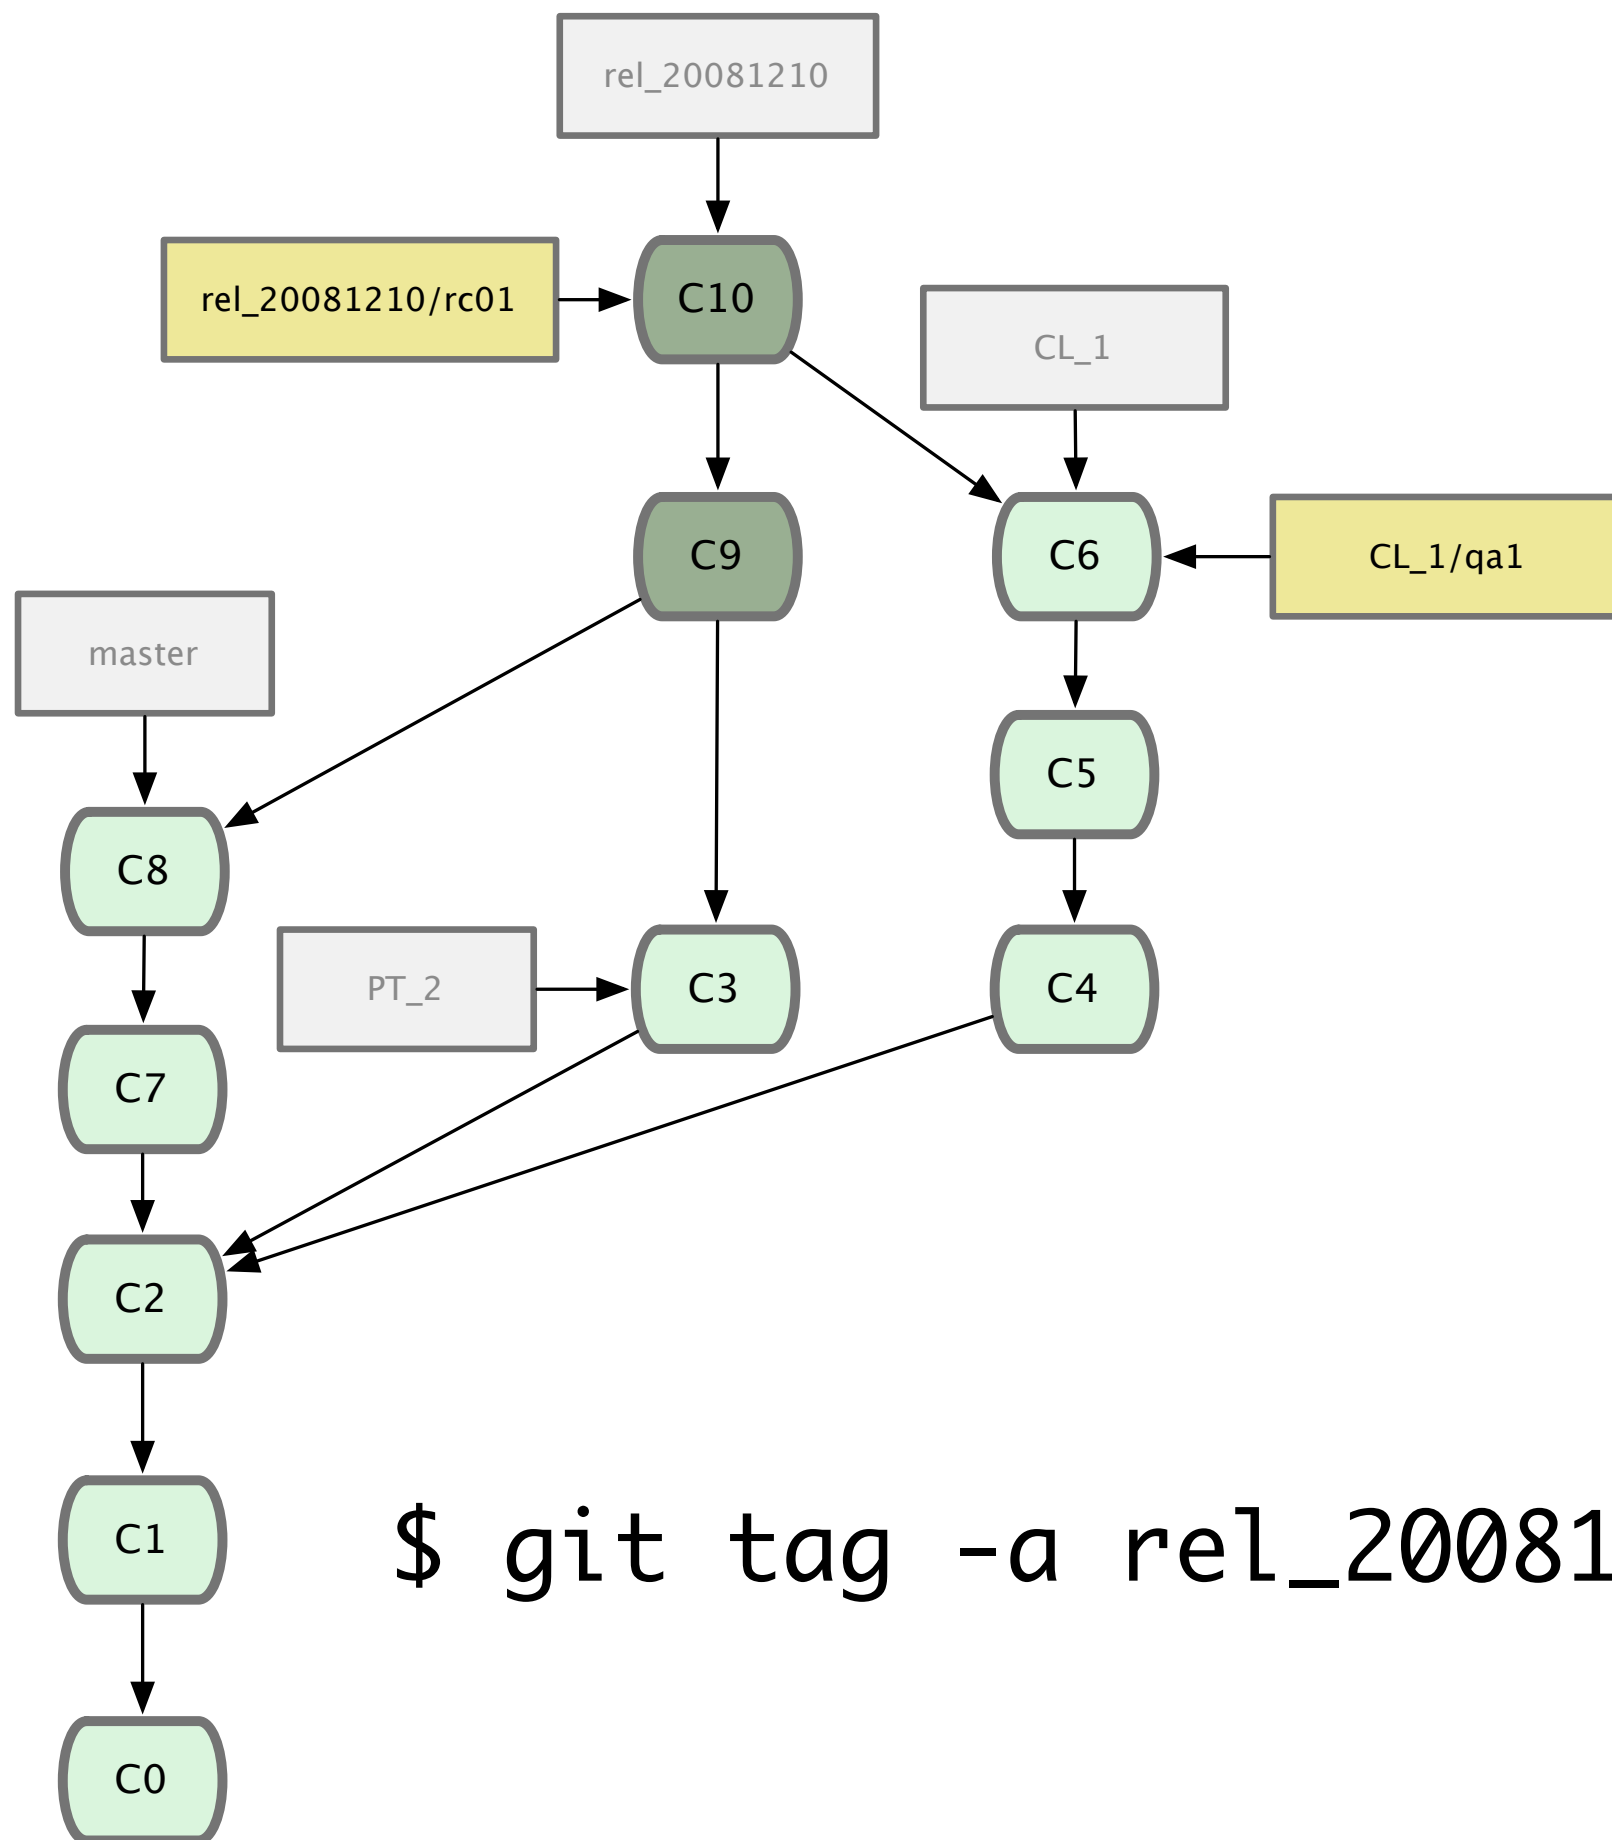 rel_20081210
rel_20081210/rc01
C10
CL_1
C9
C6
CL_1/qa1
master
C5
C8
PT_2
C3
C4
C7
C2
C1
$ git tag -a rel_20081
C0